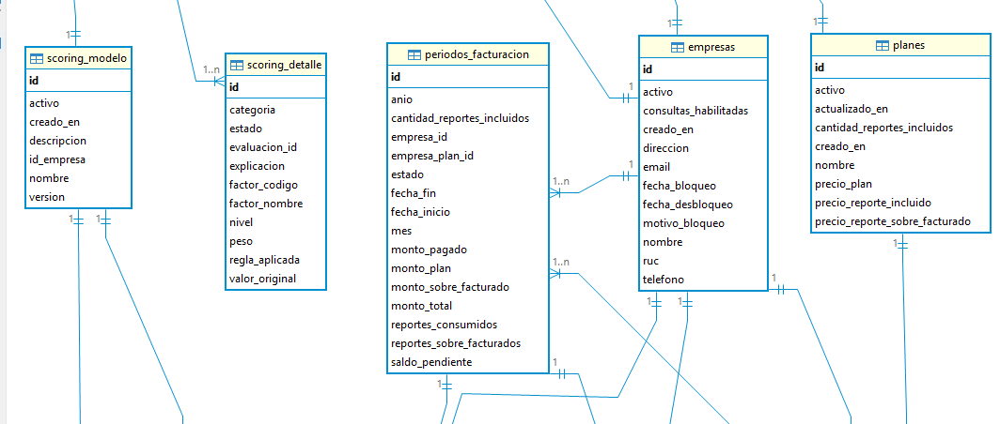 1
scoring_modelo
id
activo
creado_en
descripcion
id_empresa
nombre
version
1
1
1..n
scoring_detalle
id
categoria
estado
evaluacion_id
explicacion
factor_codigo
factor_nombre
nivel
peso
regla_aplicada
valor_original
periodos_facturacion
id
anio
cantidad_reportes_incluidos
empresa_id
empresa_plan_id
estado
fecha_fin
fecha_inicio
mes
monto_pagado
monto_plan
monto_sobre_facturado
monto_total
reportes_consumidos
reportes_sobre_facturados
saldo_pendiente
1..n
1..n
1
1
1
empresas
id
activo
consultas_habilitadas
creado_en
direccion
email
fecha_bloqueo
fecha_desbloqueo
motivo_bloqueo
nombre
ruc
telefono
1
1
1
1
1
1
planes
id
activo
actualizado_en
cantidad_reportes_incluidos
creado_en
nombre
precio_plan
precio_reporte_incluido
precio_reporte_sobre_facturado
1